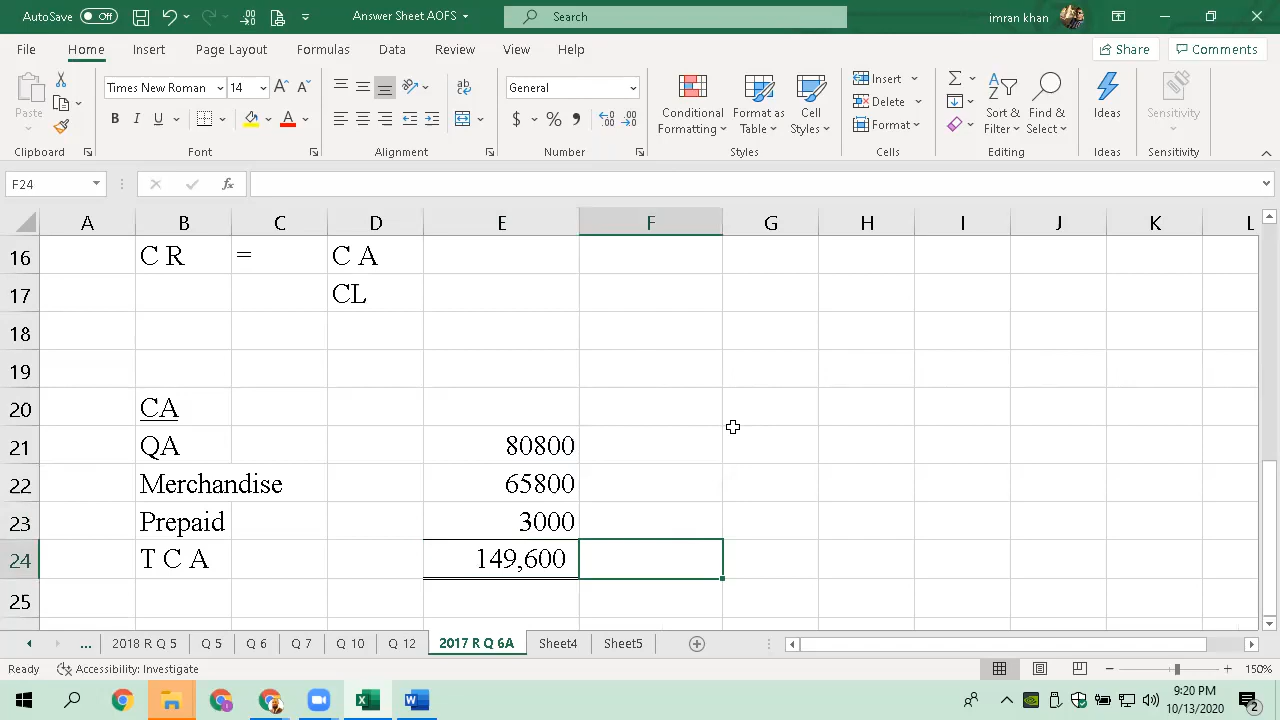 AutoSave Off Answer Sheet AOFS Search imran khan
File Home Insert Page Layout Formulas Data Review View Help Share Comments
Paste Times New Roman 14 General Conditional Formatting Format as Table Cell Styles Insert Delete Format Sort & Filter Find & Select Ideas Sensitivity
B I U $ % ,
Clipboard Font Alignment Number Styles Cells Editing Ideas Sensitivity
F24 fx
A B C D E F G H I J K L
16 C R = C A
17 CL
18
19
20 CA
21 QA 80800
22 Merchandise 65800
23 Prepaid 3000
24 T C A 149,600
25
... 2018 R Q 5 Q 5 Q 6 Q 7 Q 10 Q 12 2017 R Q 6A Sheet4 Sheet5
Ready Accessibility: Investigate 150%
9:20 PM
10/13/2020
2